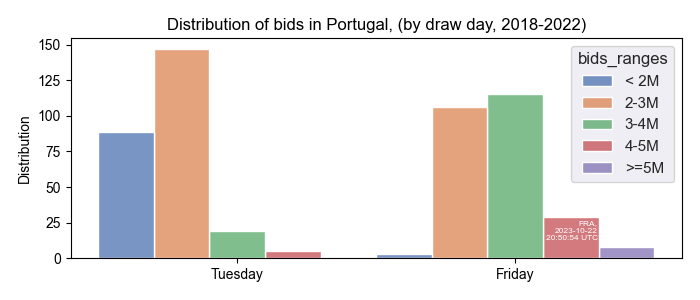 Distribution of bids in Portugal, (by draw day, 2018-2022)
Distribution
150
125
100
75
50
25
0
Tuesday
Friday
bids_ranges
< 2M
2-3M
3-4M
4-5M
>=5M
FRA,
2023-10-22
20:50:54 UTC